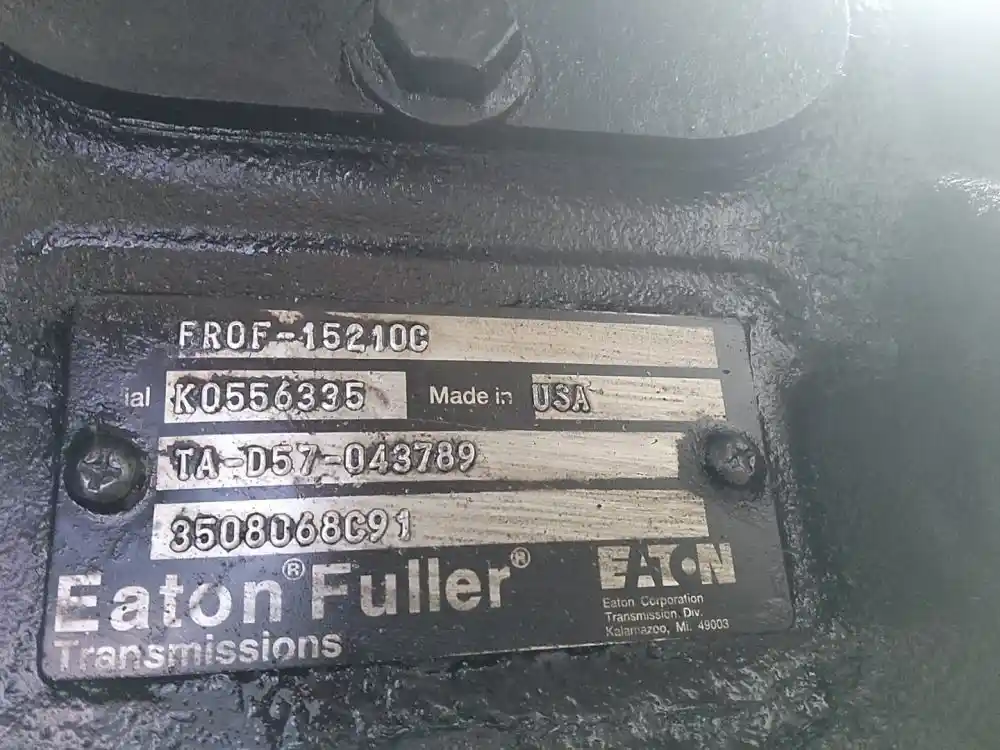 FROF-15210C
ial K0556335 Made in USA
TA-D57-043789
3508068C91
Eaton® Fuller®
Transmissions
EATON
Eaton Corporation
Transmission Div.
Kalamazoo, Mi. 49003